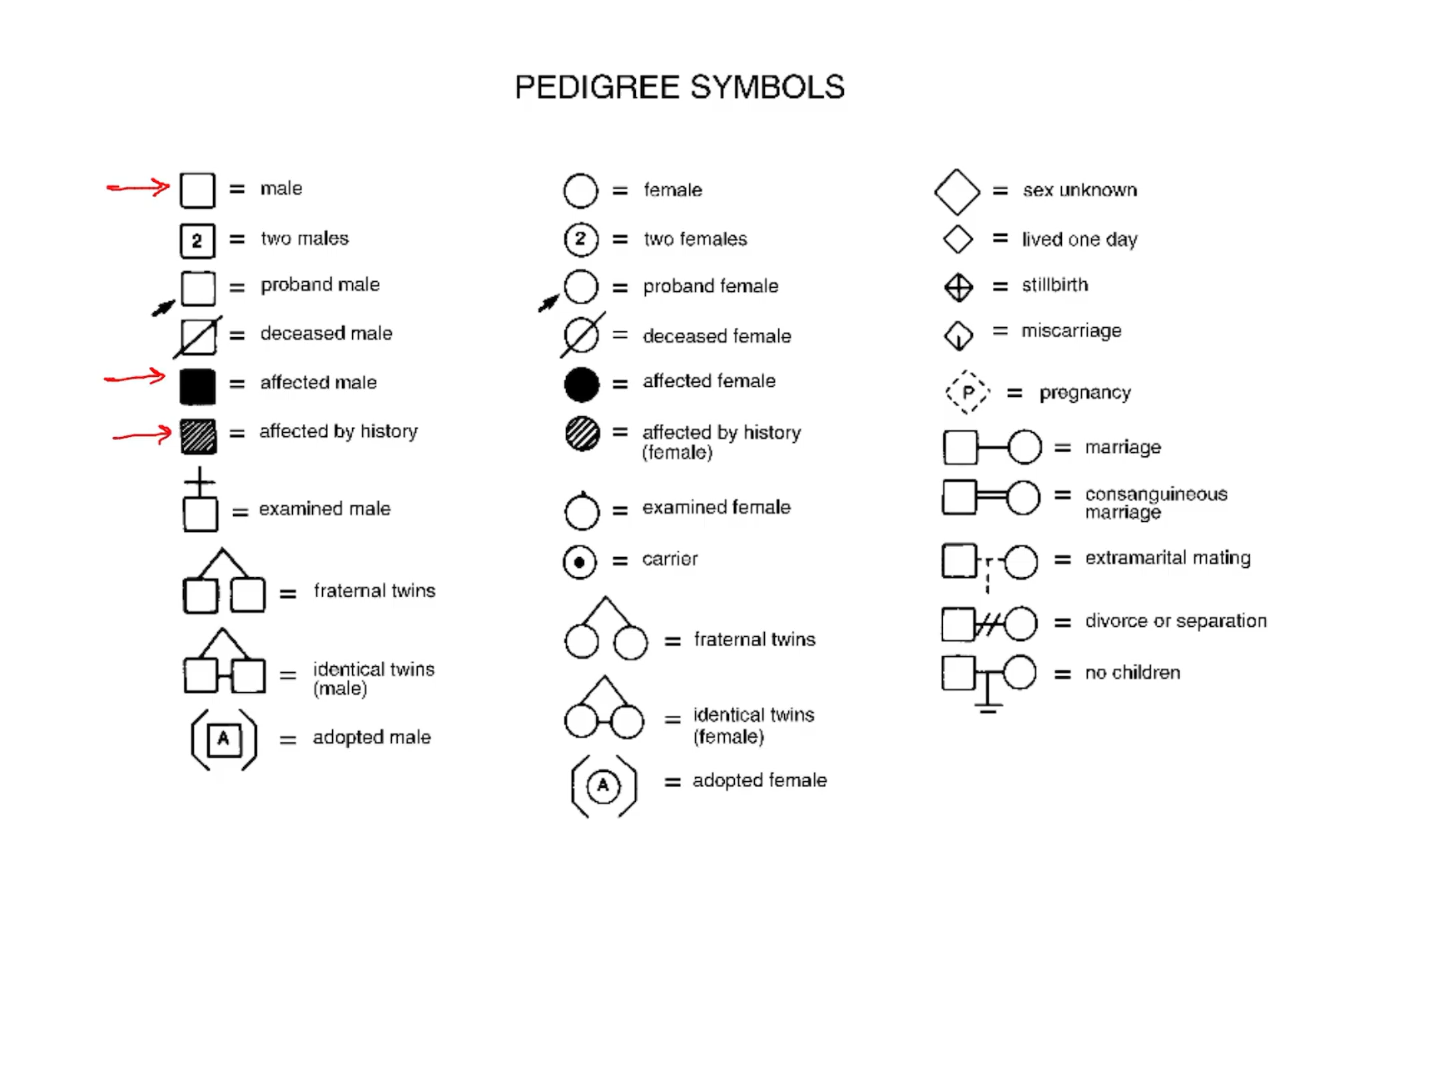 PEDIGREE SYMBOLS
= male
2 = two males
= proband male
= deceased male
= affected male
= affected by history
= examined male
= fraternal twins
= identical twins
(male)
A = adopted male
= female
2 = two females
= proband female
= deceased female
= affected female
= affected by history
(female)
= examined female
= carrier
= fraternal twins
= identical twins
(female)
A = adopted female
= sex unknown
= lived one day
= stillbirth
= miscarriage
P = pregnancy
= marriage
= consanguineous
marriage
= extramarital mating
= divorce or separation
= no children